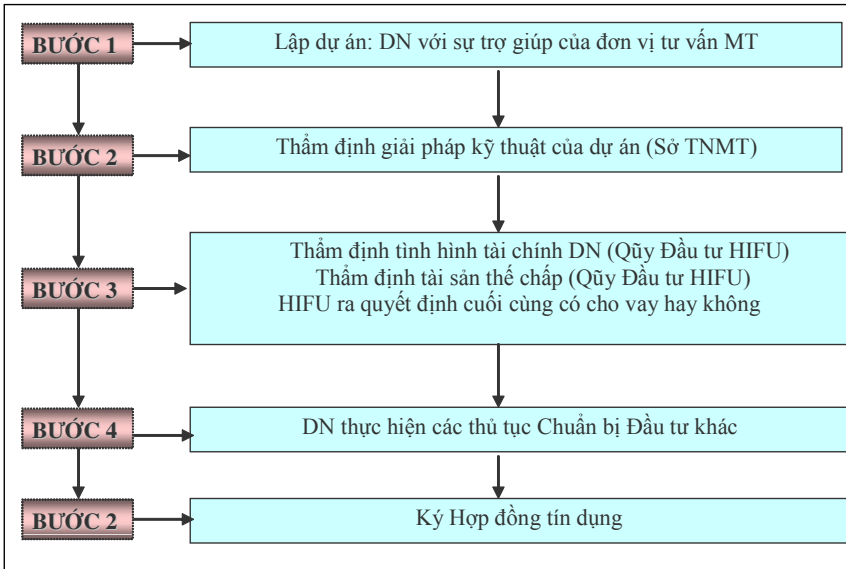 BƯỚC 1
Lập dự án: DN với sự trợ giúp của đơn vị tư vấn MT
BƯỚC 2
Thẩm định giải pháp kỹ thuật của dự án (Sở TNMT)
BƯỚC 3
Thẩm định tình hình tài chính DN (Qũy Đầu tư HIFU)
Thẩm định tài sản thế chấp (Qũy Đầu tư HIFU)
HIFU ra quyết định cuối cùng có cho vay hay không
BƯỚC 4
DN thực hiện các thủ tục Chuẩn bị Đầu tư khác
BƯỚC 2
Ký Hợp đồng tín dụng